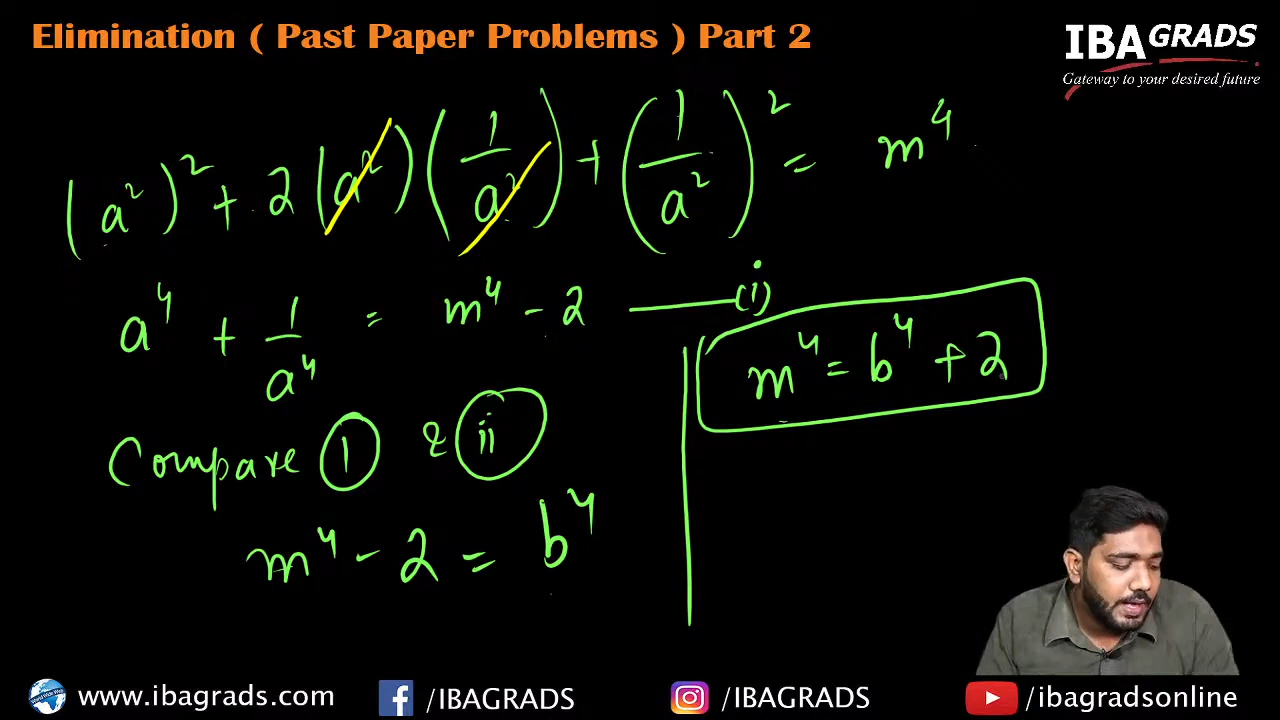 Elimination ( Past Paper Problems ) Part 2
IBA GRADS
Gateway to your desired future
(a²)² + 2(a²)(1/a²) + (1/a²)² = m⁴
a⁴ + 1/a⁴ = m⁴ - 2 —— (i)
m⁴ = b⁴ + 2
Compare (i) & (ii)
m⁴ - 2 = b⁴
www.ibagrads.com
/IBAGRADS
/IBAGRADS
/ibagradsonline